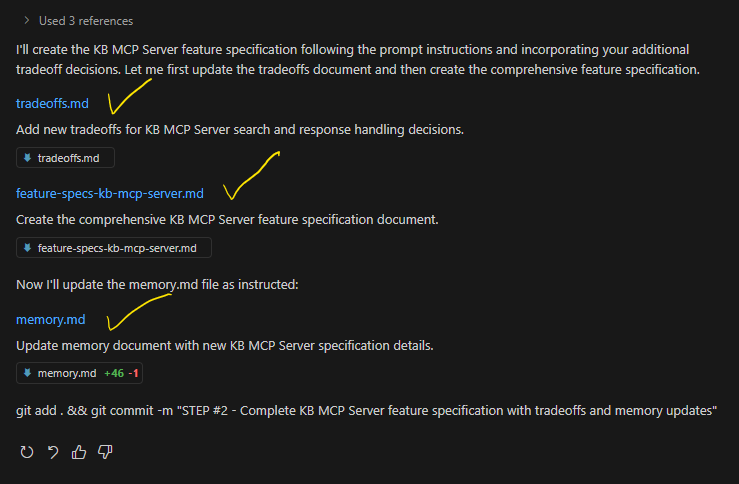 Used 3 references
I'll create the KB MCP Server feature specification following the prompt instructions and incorporating your additional
tradeoff decisions. Let me first update the tradeoffs document and then create the comprehensive feature specification.
tradeoffs.md
Add new tradeoffs for KB MCP Server search and response handling decisions.
tradeoffs.md
feature-specs-kb-mcp-server.md
Create the comprehensive KB MCP Server feature specification document.
feature-specs-kb-mcp-server.md
Now I'll update the memory.md file as instructed:
memory.md
Update memory document with new KB MCP Server specification details.
memory.md +46 -1
git add . && git commit -m "STEP #2 - Complete KB MCP Server feature specification with tradeoffs and memory updates"